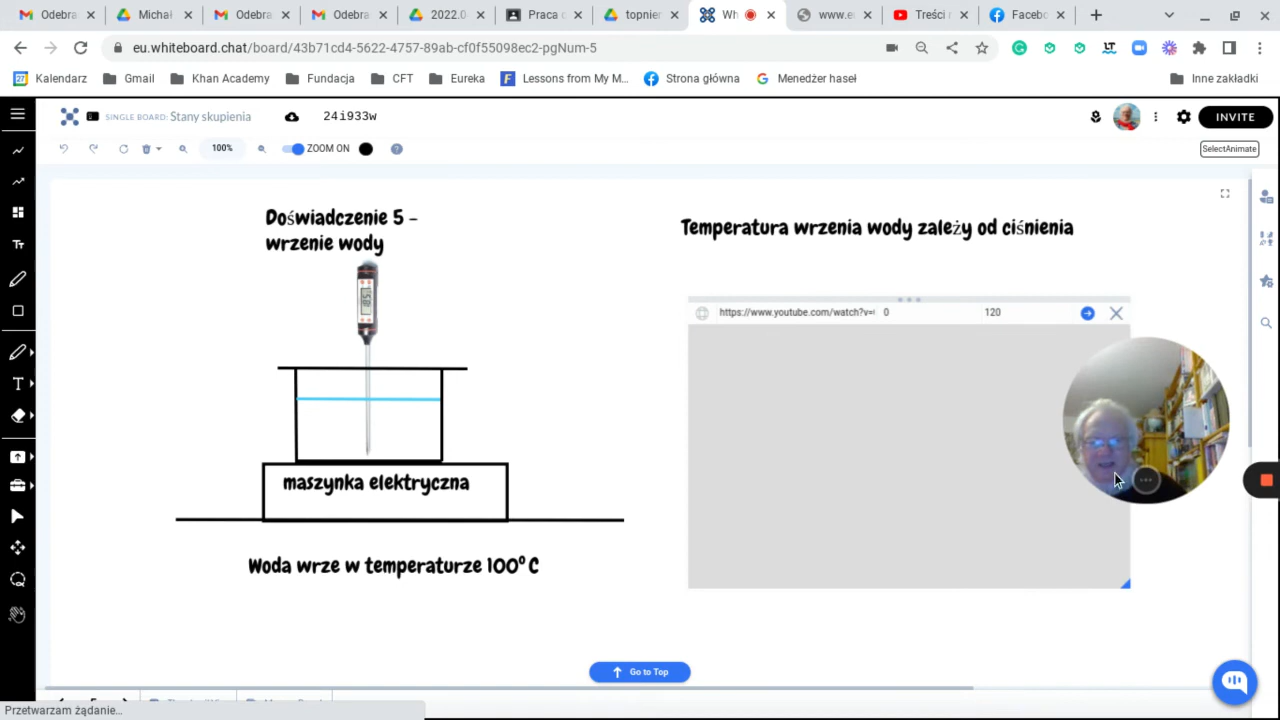 Odebra
Michał
Odebra
Odebra
2022.0
Praca c
topnier
Wh
www.e
Treści r
Facebo
eu.whiteboard.chat/board/43b71cd4-5622-4757-89ab-cf0f55098ec2-pgNum-5
Kalendarz
Gmail
Khan Academy
Fundacja
CFT
Eureka
Lessons from My M...
Strona główna
Menedżer haseł
Inne zakładki
SINGLE BOARD: Stany skupienia
24i933w
INVITE
100%
ZOOM ON
SelectAnimate
Doświadczenie 5 –
wrzenie wody
Temperatura wrzenia wody zależy od ciśnienia
https://www.youtube.com/watch?v=
0
120
maszynka elektryczna
Woda wrze w temperaturze 100° C
Go to Top
Przetwarzam żądanie...